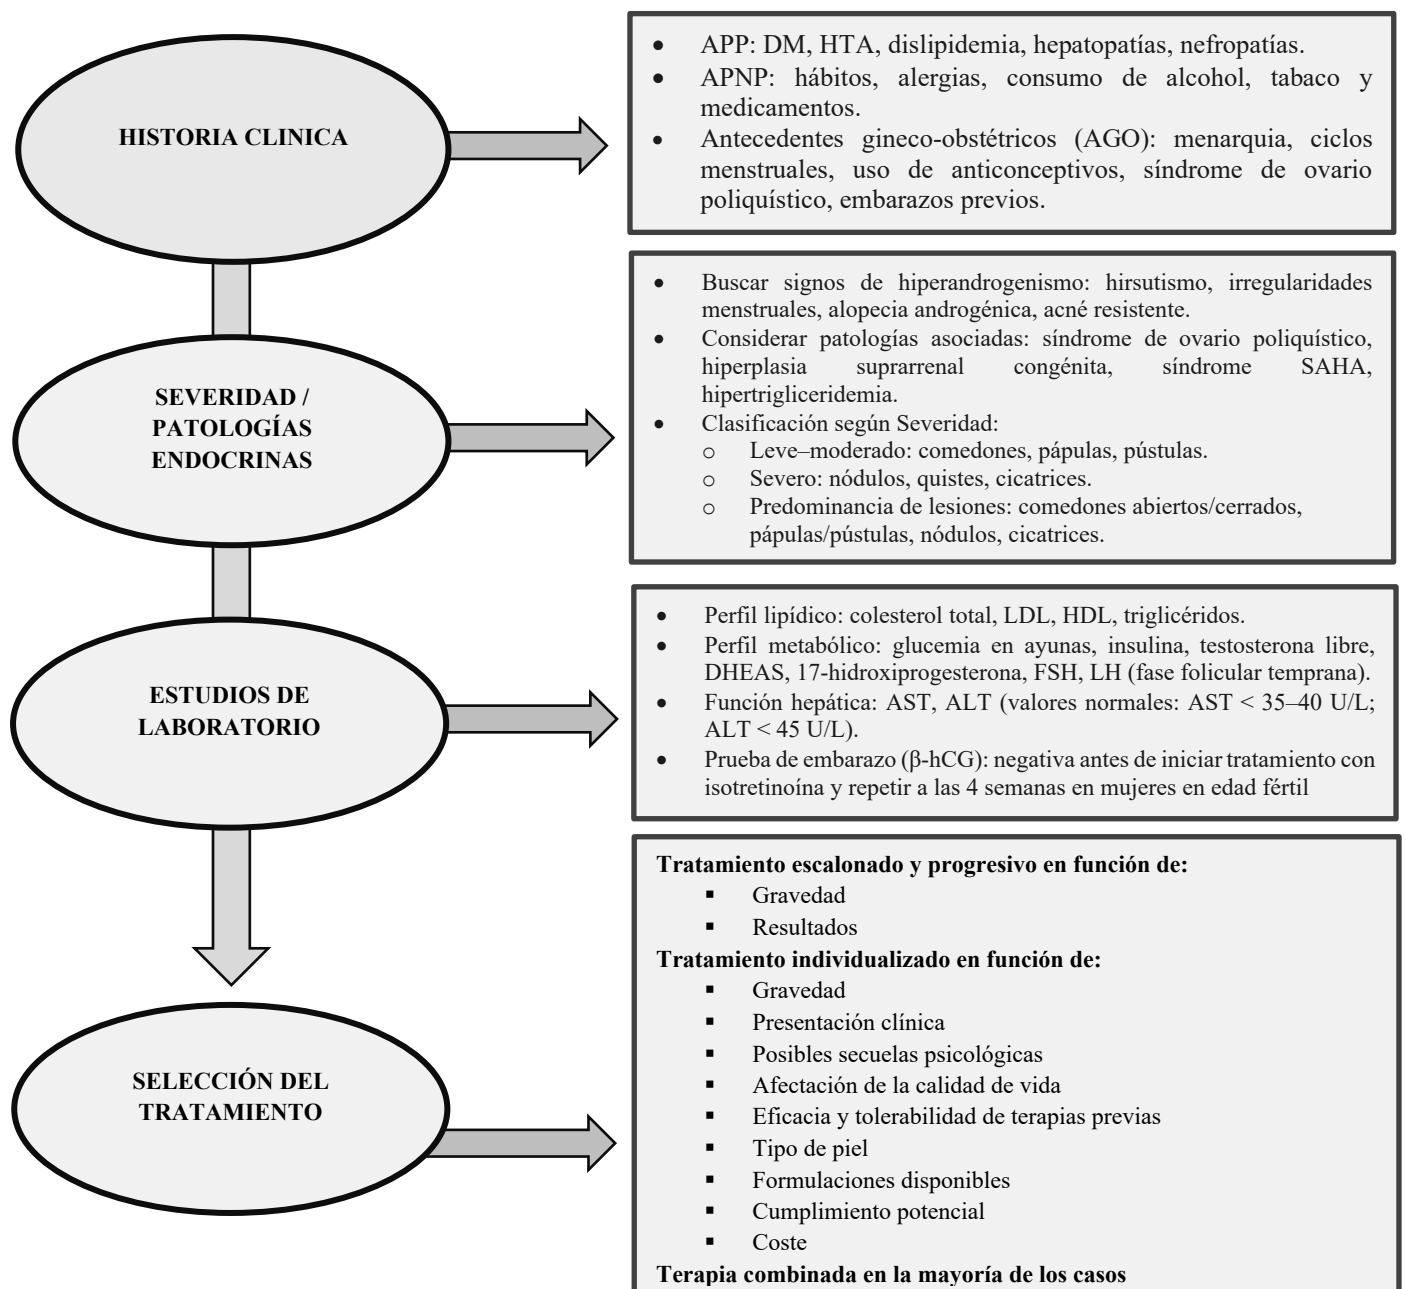 HISTORIA CLINICA
• APP: DM, HTA, dislipidemia, hepatopatías, nefropatías.
• APNP: hábitos, alergias, consumo de alcohol, tabaco y
medicamentos.
• Antecedentes gineco-obstétricos (AGO): menarquia, ciclos
menstruales, uso de anticonceptivos, síndrome de ovario
poliquístico, embarazos previos.
SEVERIDAD /
PATOLOGÍAS
ENDOCRINAS
• Buscar signos de hiperandrogenismo: hirsutismo, irregularidades
menstruales, alopecia androgénica, acné resistente.
• Considerar patologías asociadas: síndrome de ovario poliquístico,
hiperplasia suprarrenal congénita, síndrome SAHA,
hipertrigliceridemia.
• Clasificación según Severidad:
o Leve–moderado: comedones, pápulas, pústulas.
o Severo: nódulos, quistes, cicatrices.
o Predominancia de lesiones: comedones abiertos/cerrados,
pápulas/pústulas, nódulos, cicatrices.
ESTUDIOS DE
LABORATORIO
• Perfil lipídico: colesterol total, LDL, HDL, triglicéridos.
• Perfil metabólico: glucemia en ayunas, insulina, testosterona libre,
DHEAS, 17-hidroxiprogesterona, FSH, LH (fase folicular temprana).
• Función hepática: AST, ALT (valores normales: AST < 35–40 U/L;
ALT < 45 U/L).
• Prueba de embarazo (β-hCG): negativa antes de iniciar tratamiento con
isotretinoína y repetir a las 4 semanas en mujeres en edad fértil
SELECCIÓN DEL
TRATAMIENTO
Tratamiento escalonado y progresivo en función de:
▪ Gravedad
▪ Resultados
Tratamiento individualizado en función de:
▪ Gravedad
▪ Presentación clínica
▪ Posibles secuelas psicológicas
▪ Afectación de la calidad de vida
▪ Eficacia y tolerabilidad de terapias previas
▪ Tipo de piel
▪ Formulaciones disponibles
▪ Cumplimiento potencial
▪ Coste
Terapia combinada en la mayoría de los casos